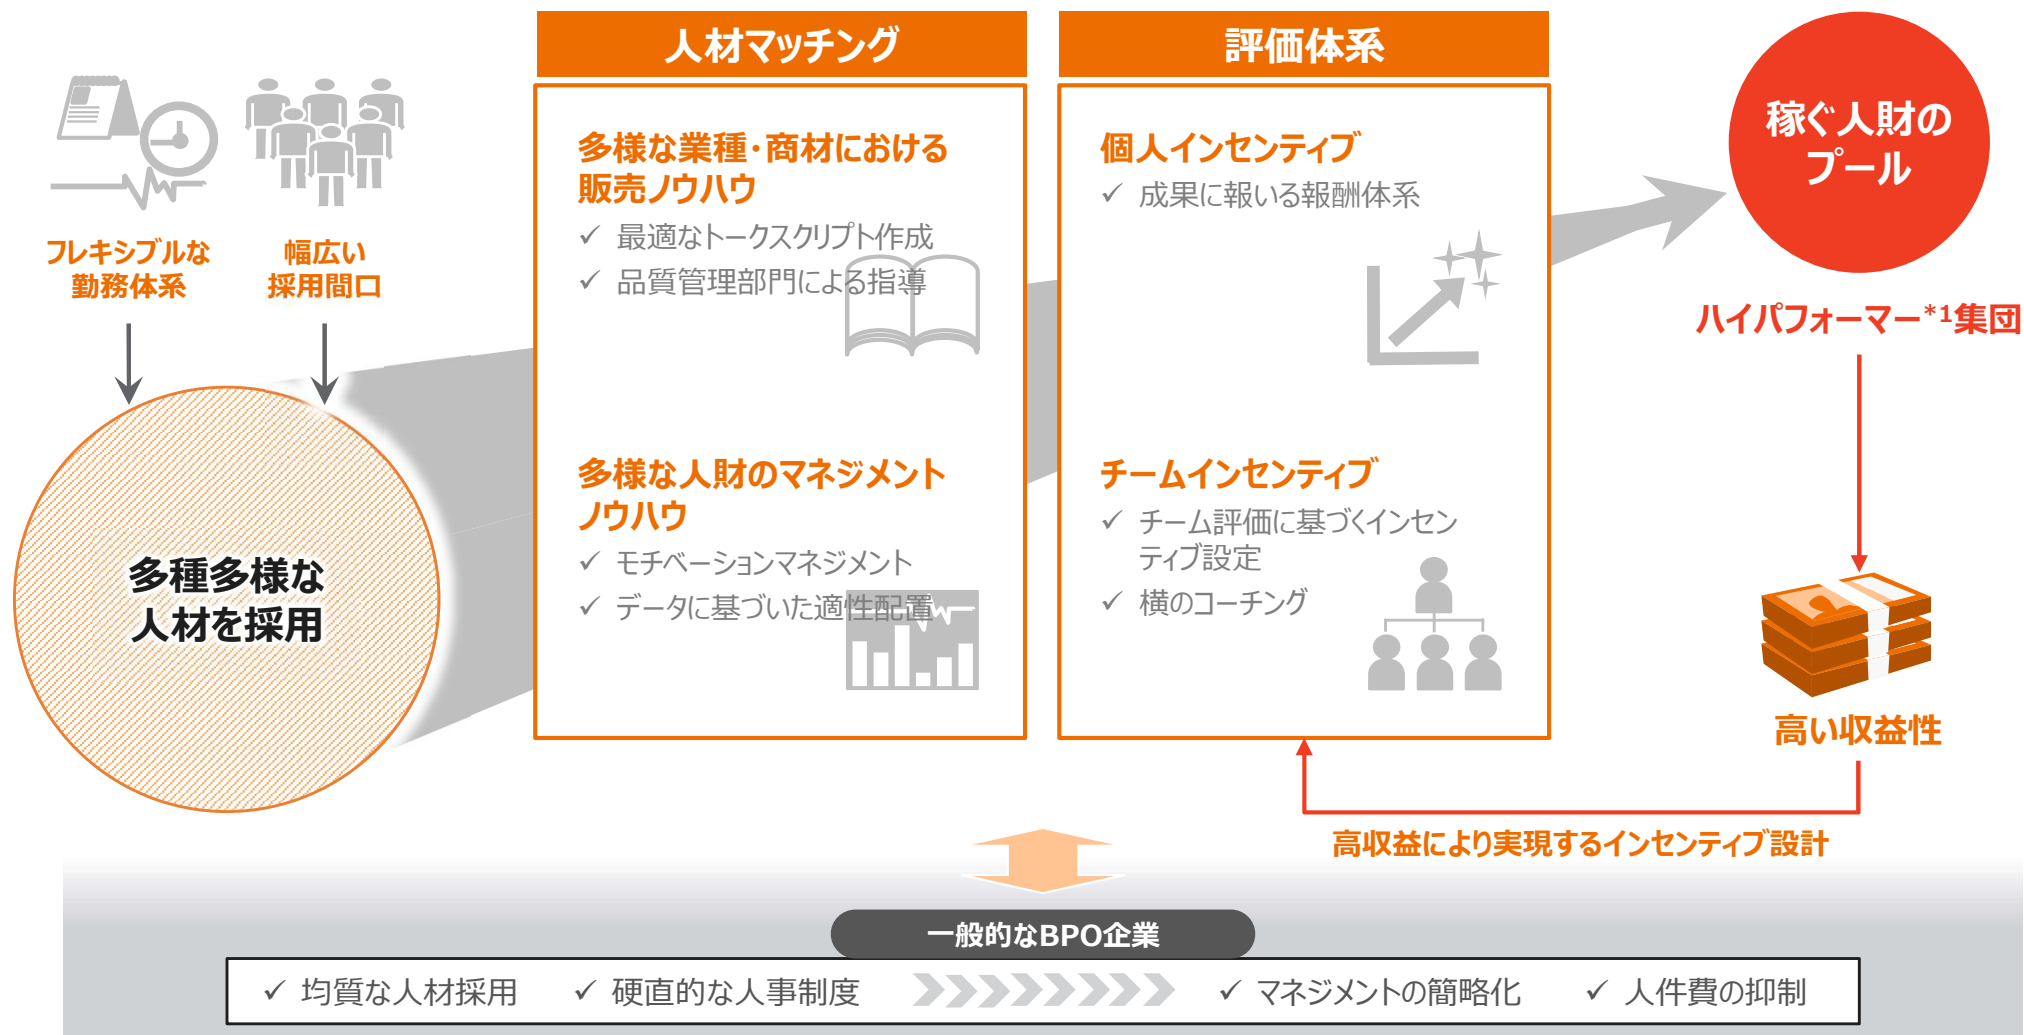 フレキシブルな
勤務体系
幅広い
採用間口
多種多様な
人材を採用
人材マッチング
多様な業種・商材における
販売ノウハウ
✓ 最適なトークスクリプト作成
✓ 品質管理部門による指導
多様な人財のマネジメント
ノウハウ
✓ モチベーションマネジメント
✓ データに基づいた適性配置
評価体系
個人インセンティブ
✓ 成果に報いる報酬体系
チームインセンティブ
✓ チーム評価に基づくインセン
ティブ設定
✓ 横のコーチング
稼ぐ人財の
プール
ハイパフォーマー*1集団
高い収益性
高収益により実現するインセンティブ設計
一般的なBPO企業
✓ 均質な人材採用 ✓ 硬直的な人事制度 ✓ マネジメントの簡略化 ✓ 人件費の抑制